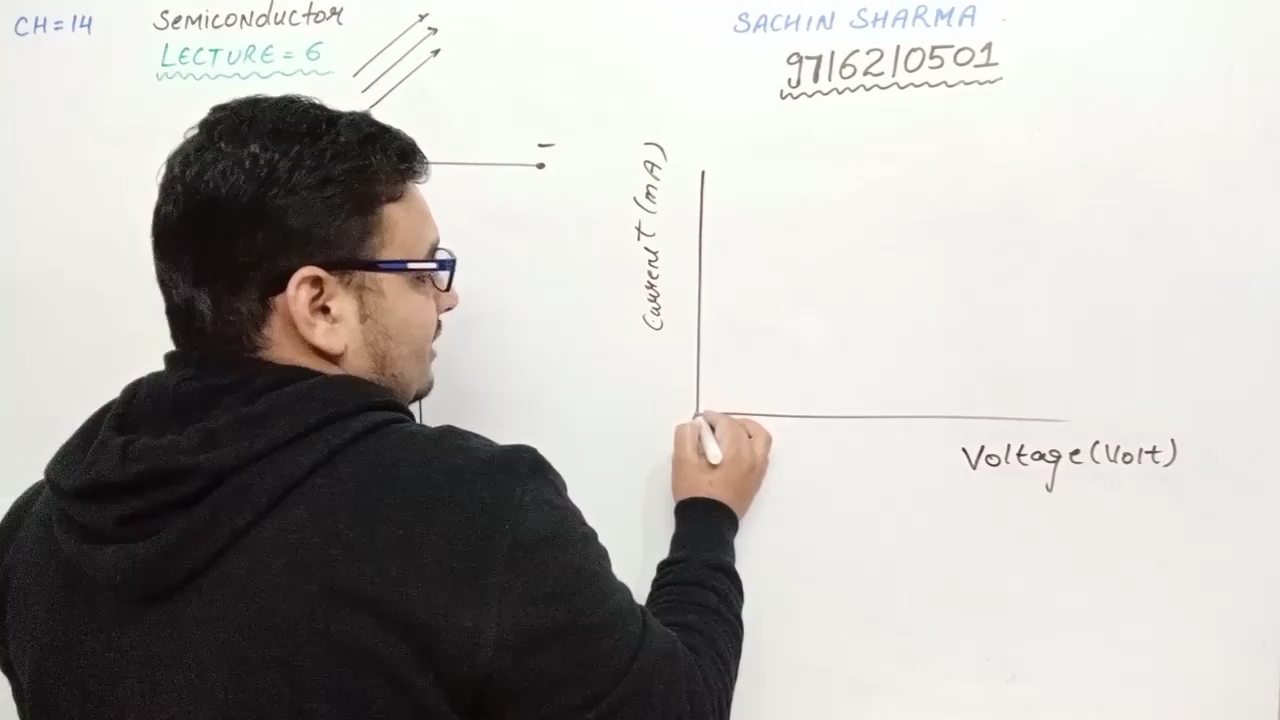 CH=14
Semiconductor
LECTURE = 6
SACHIN SHARMA
9716210501
-
Current (mA)
Voltage (Volt)